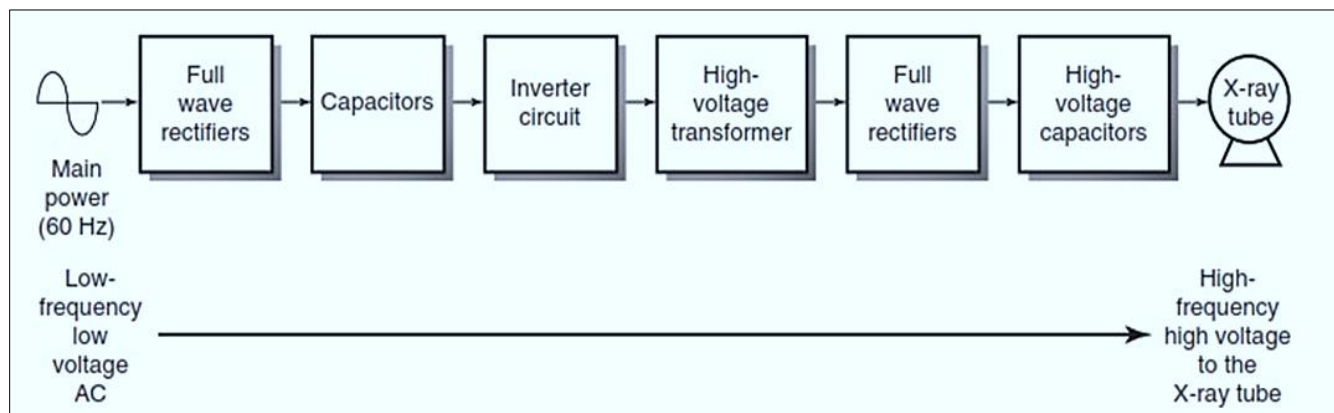 Main
power
(60 Hz)
Full
wave
rectifiers
Capacitors
Inverter
circuit
High-
voltage
transformer
Full
wave
rectifiers
High-
voltage
capacitors
X-ray
tube
Low-
frequency
low
voltage
AC
High-
frequency
high voltage
to the
X-ray tube